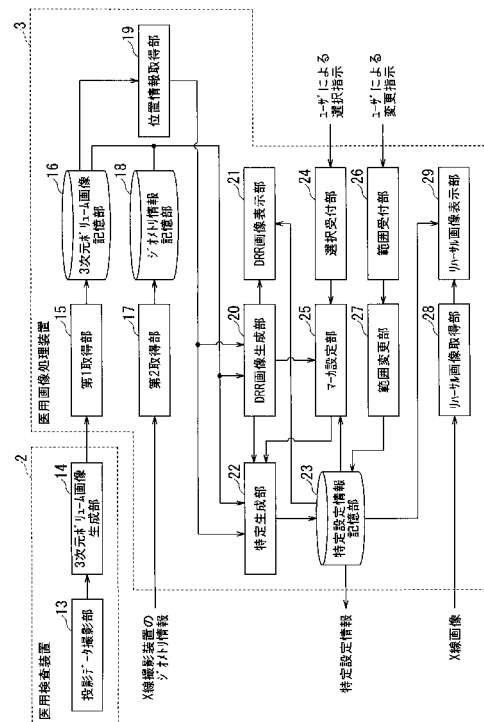 医用検査装置
2
13
投影データ撮影部
14
3次元ボリューム画像
生成部
医用画像処理装置
3
15
第1取得部
16
3次元ボリューム画像
記憶部
X線撮影装置の
ジオメトリ情報
17
第2取得部
18
ジオメトリ情報
記憶部
19
位置情報取得部
20
DRR画像生成部
21
DRR画像表示部
22
特定生成部
23
特定設定情報
記憶部
24
選択受付部
ユーザによる
選択指示
25
マーカ設定部
26
範囲受付部
ユーザによる
変更指示
27
範囲変更部
特定設定情報
X線画像
28
リハーサル画像取得部
29
リハーサル画像表示部